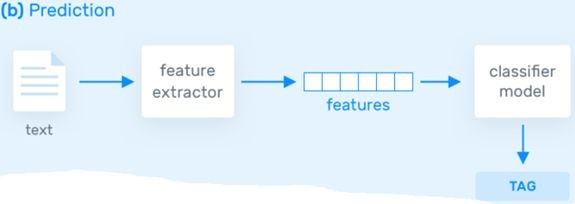 (b) Prediction
feature
extractor
classifier
model
features
text
TAG